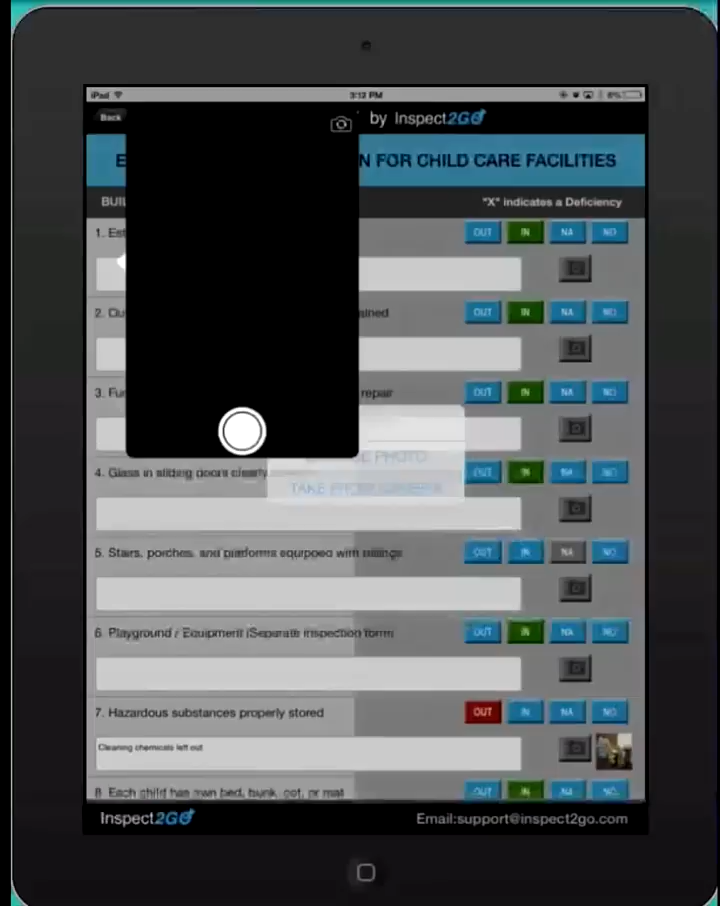 iPad 3:12 PM 8%
Back by Inspect2GO
N FOR CHILD CARE FACILITIES
BUIL "X" indicates a Deficiency
1. Est OUT IN NA NO
2. Ou ained OUT IN NA NO
3. Fur repair OUT IN NA NO
PHOTO
4. Glass in sliding doors clearly OUT IN NA NO
TAKE FROM CAMERA
5. Stairs, porches, and platforms equipped with railings OUT IN NA NO
6. Playground / Equipment (Separate inspection form) OUT IN NA NO
7. Hazardous substances properly stored OUT IN NA NO
Cleaning chemicals left out
8. Each child has own bed, bunk, cot, or mat OUT IN NA NO
Inspect2GO Email:support@inspect2go.com